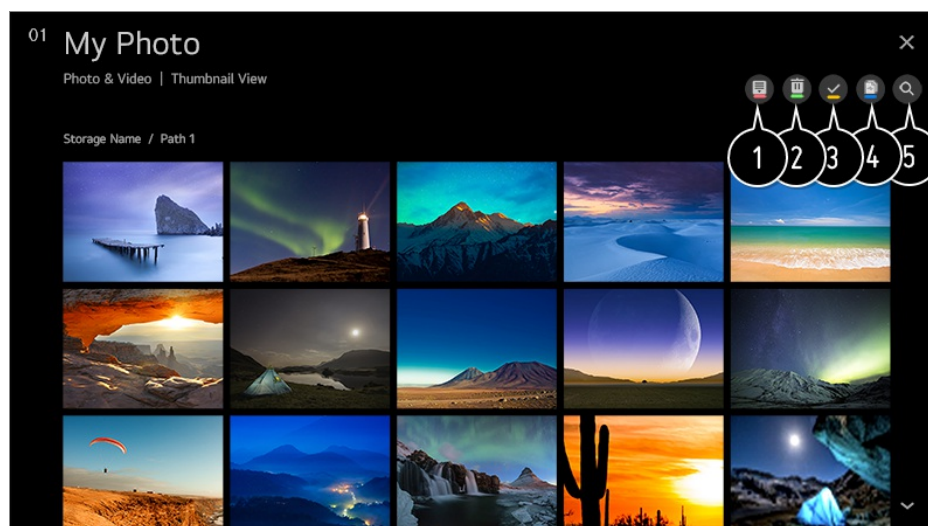 01
My Photo
Photo & Video | Thumbnail View
Storage Name / Path 1
1 2 3 4 5